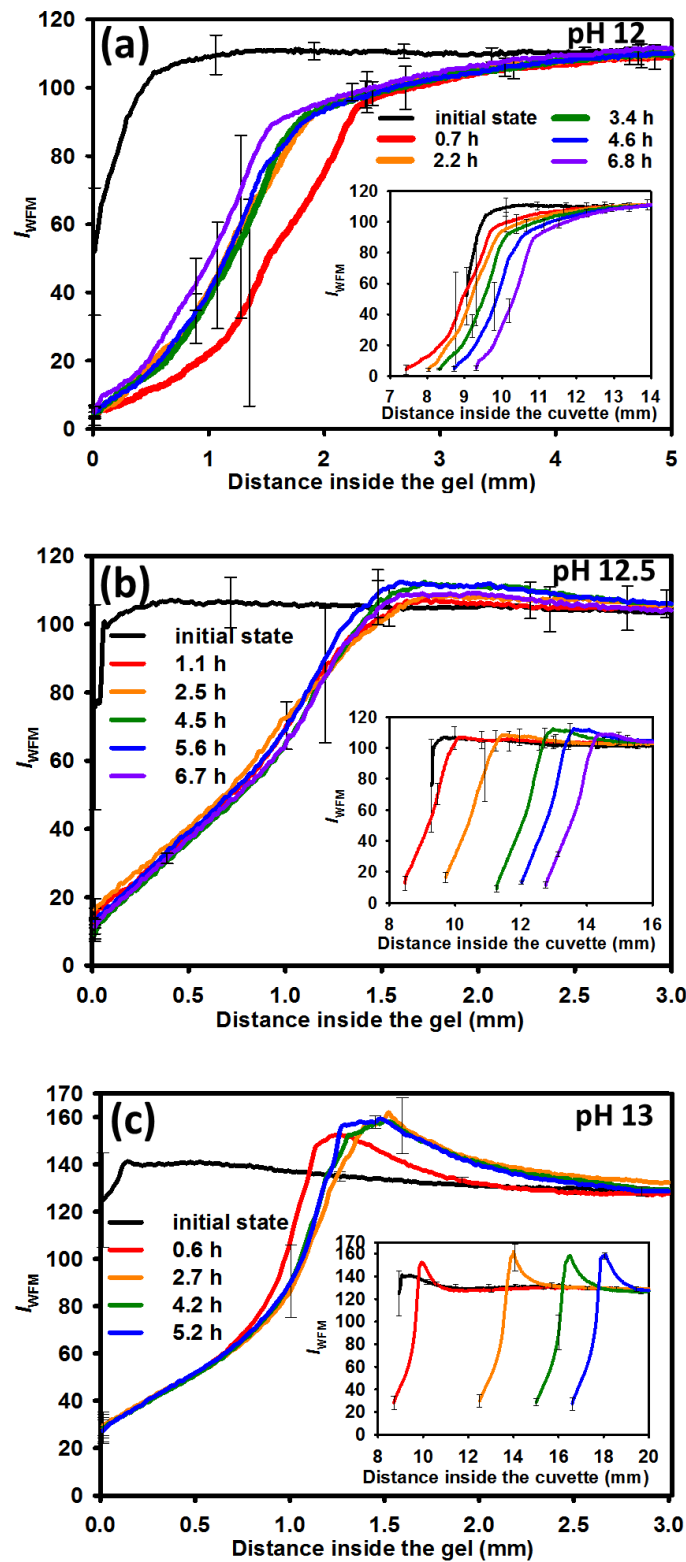 (a)
pH 12
120
100
80
60
40
20
0
I_WFM
initial state
0.7 h
2.2 h
3.4 h
4.6 h
6.8 h
120
100
80
60
40
20
0
I_WFM
7 8 9 10 11 12 13 14
Distance inside the cuvette (mm)
0 1 2 3 4 5
Distance inside the gel (mm)
(b)
pH 12.5
120
100
80
60
40
20
0
I_WFM
initial state
1.1 h
2.5 h
4.5 h
5.6 h
6.7 h
120
100
80
60
40
20
0
I_WFM
8 10 12 14 16
Distance inside the cuvette (mm)
0.0 0.5 1.0 1.5 2.0 2.5 3.0
Distance inside the gel (mm)
(c)
pH 13
170
160
140
120
100
80
60
40
20
0
I_WFM
initial state
0.6 h
2.7 h
4.2 h
5.2 h
170
160
140
120
100
80
60
40
20
0
I_WFM
8 10 12 14 16 18 20
Distance inside the cuvette (mm)
0.0 0.5 1.0 1.5 2.0 2.5 3.0
Distance inside the gel (mm)